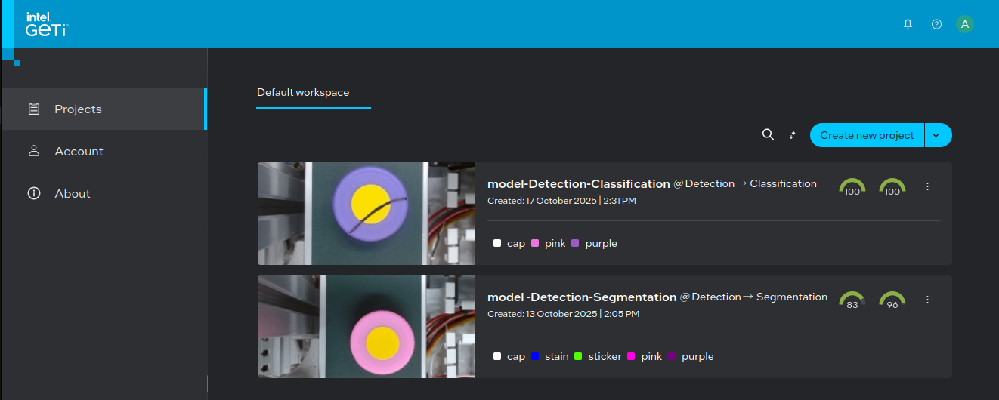 intel
GETi
A
Projects
Account
About
Default workspace
Create new project
model-Detection-Classification @ Detection → Classification
100
100
Created: 17 October 2025 | 2:31 PM
cap pink purple
model -Detection-Segmentation @ Detection → Segmentation
83
96
Created: 13 October 2025 | 2:05 PM
cap stain sticker pink purple